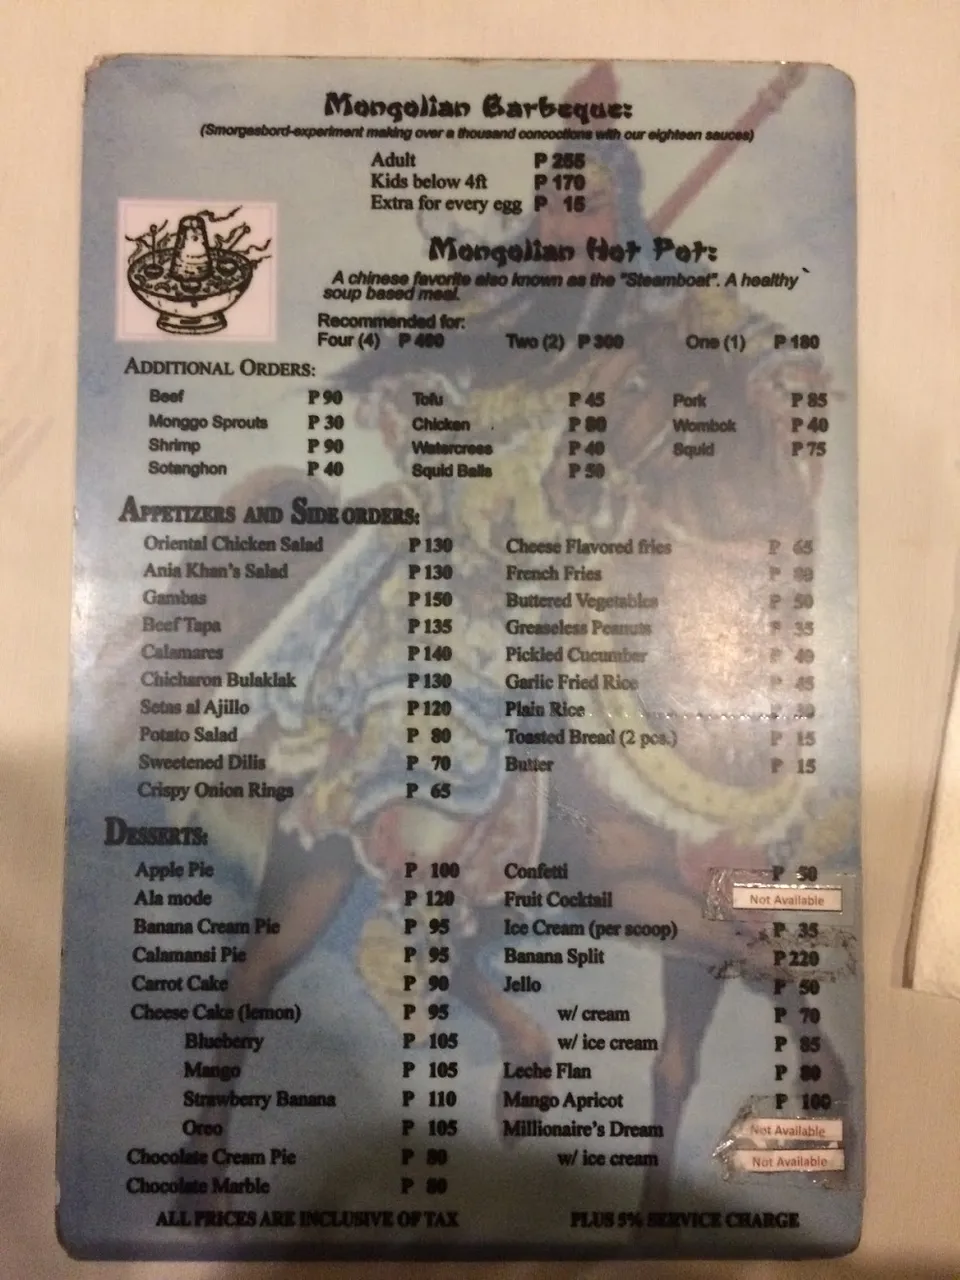 Mongolian Barbeque:
(Smorgasbord-experiment making over a thousand concoctions with our eighteen sauces)
Adult P 255
Kids below 4ft P 170
Extra for every egg P 15
Mongolian Hot Pot:
A chinese favorite also known as the "Steamboat". A healthy
soup based meal.
Recommended for:
Four (4) P Two (2) P 300 One (1) P 180
ADDITIONAL ORDERS:
Beef P 90 Tofu P 45 Pork P 85
Monggo Sprouts P 30 Chicken P 80 Wombok P 40
Shrimp P 90 Watercress P 40 Squid P 75
Sotanghon P 40 Squid Balls P 50
APPETIZERS AND SIDE ORDERS:
Oriental Chicken Salad P 130 Cheese Flavored fries P 65
Ania Khan's Salad P 130 French Fries P
Gambas P 150 Buttered Vegetables P 50
Beef Tapa P 135 Greaseless Peanuts P 35
Calamares P 140 Pickled Cucumber P 40
Chicharon Bulaklak P 130 Garlic Fried Rice P 45
Setas al Ajillo P 120 Plain Rice P
Potato Salad P 80 Toasted Bread (2 pcs.) P 15
Sweetened Dilis P 70 Butter P 15
Crispy Onion Rings P 65
DESSERTS:
Apple Pie P 100 Confetti P 50
Ala mode P 120 Fruit Cocktail Not Available
Banana Cream Pie P 95 Ice Cream (per scoop) P 35
Calamansi Pie P 95 Banana Split P 220
Carrot Cake P 90 Jello P 50
Cheese Cake (lemon) P 95 w/ cream P 70
Blueberry P 105 w/ ice cream P 85
Mango P 105 Leche Flan P 80
Strawberry Banana P 110 Mango Apricot P 100
Oreo P 105 Millionaire's Dream Not Available
Chocolate Cream Pie P 80 w/ ice cream Not Available
Chocolate Marble P 80
ALL PRICES ARE INCLUSIVE OF TAX PLUS 5% SERVICE CHARGE